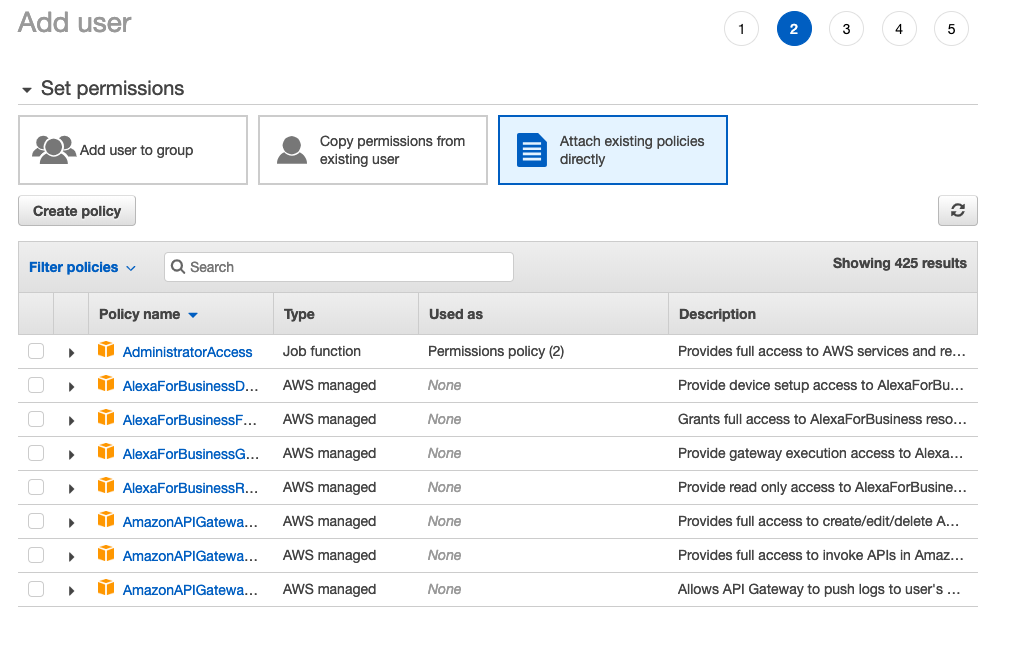 Add user
1 2 3 4 5
Set permissions
Add user to group
Copy permissions from
existing user
Attach existing policies
directly
Create policy
Filter policies Search Showing 425 results
Policy name Type Used as Description
AdministratorAccess Job function Permissions policy (2) Provides full access to AWS services and re…
AlexaForBusinessD… AWS managed None Provide device setup access to AlexaForBu…
AlexaForBusinessF… AWS managed None Grants full access to AlexaForBusiness reso…
AlexaForBusinessG… AWS managed None Provide gateway execution access to Alexa…
AlexaForBusinessR… AWS managed None Provide read only access to AlexaForBusine…
AmazonAPIGatewa… AWS managed None Provides full access to create/edit/delete A…
AmazonAPIGatewa… AWS managed None Provides full access to invoke APIs in Amaz…
AmazonAPIGatewa… AWS managed None Allows API Gateway to push logs to user's …